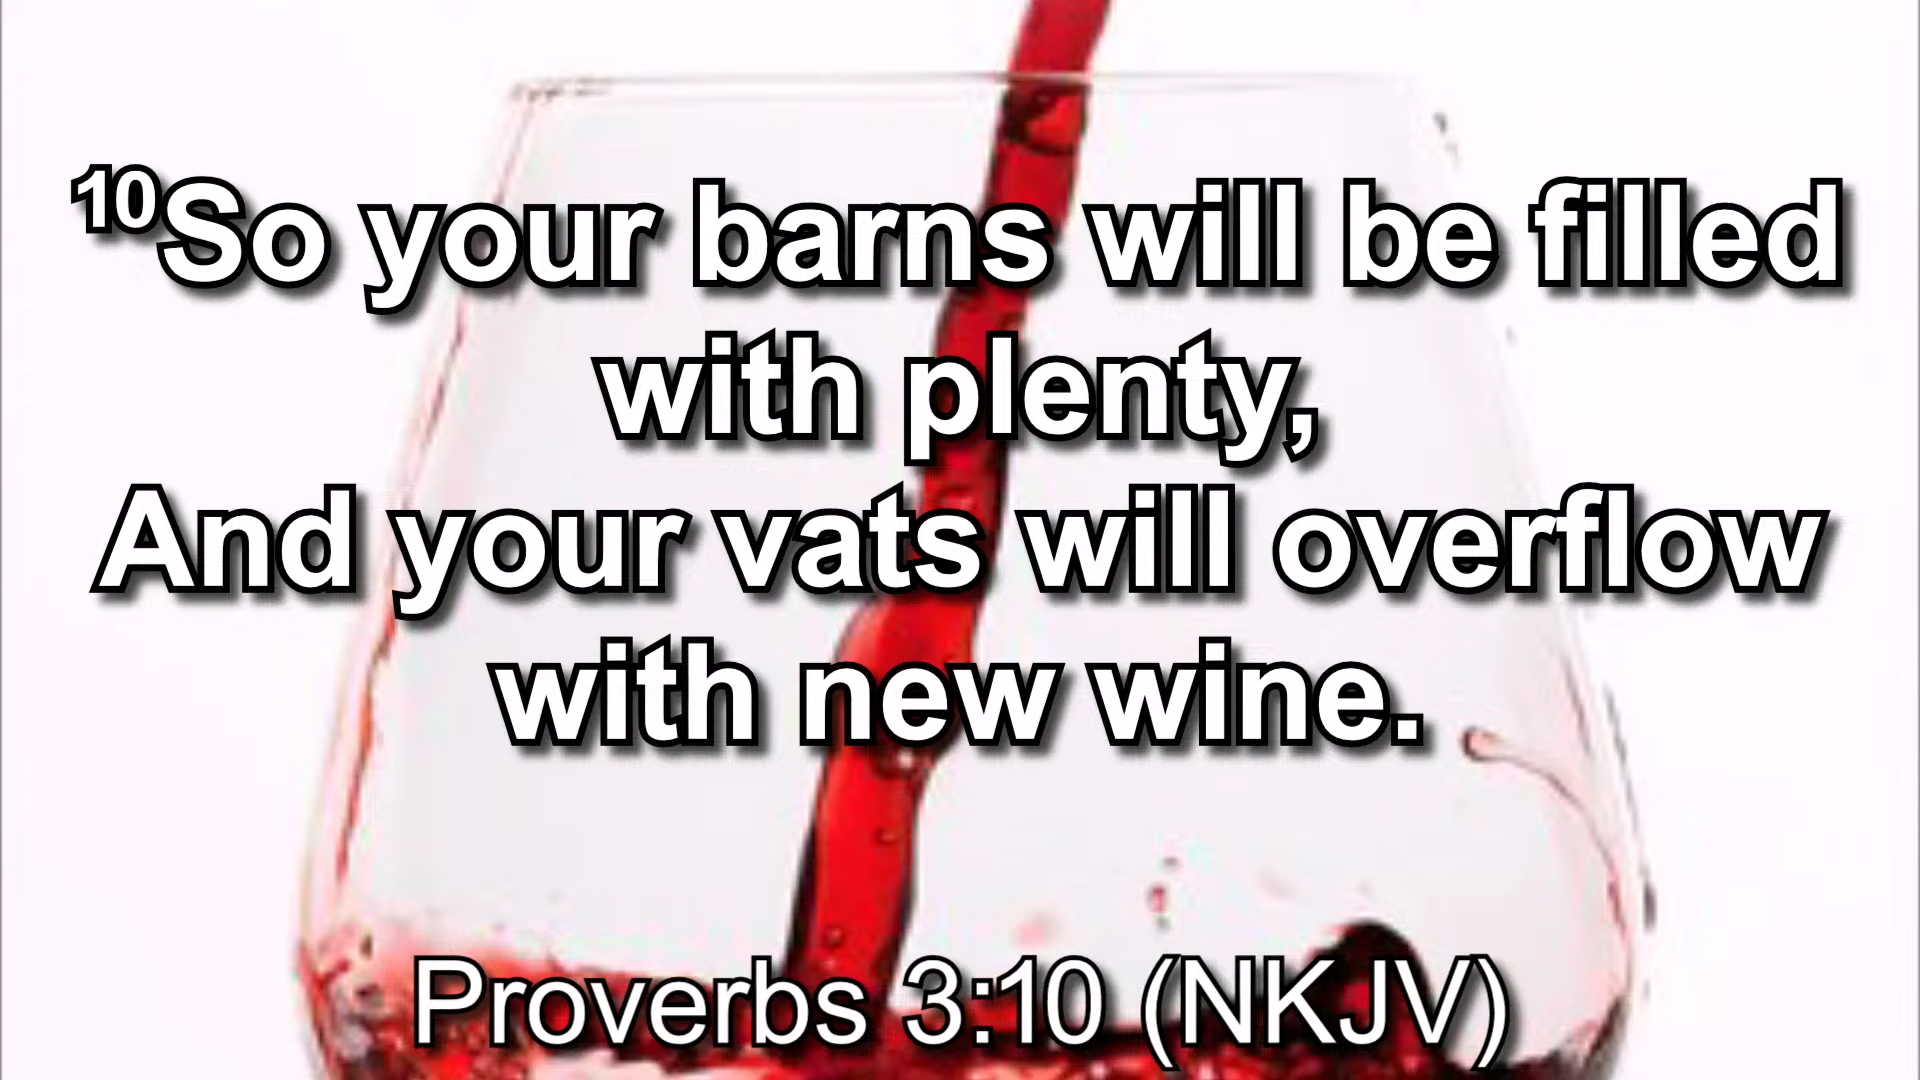 ¹⁰So your barns will be filled
with plenty,
And your vats will overflow
with new wine.
Proverbs 3:10 (NKJV)